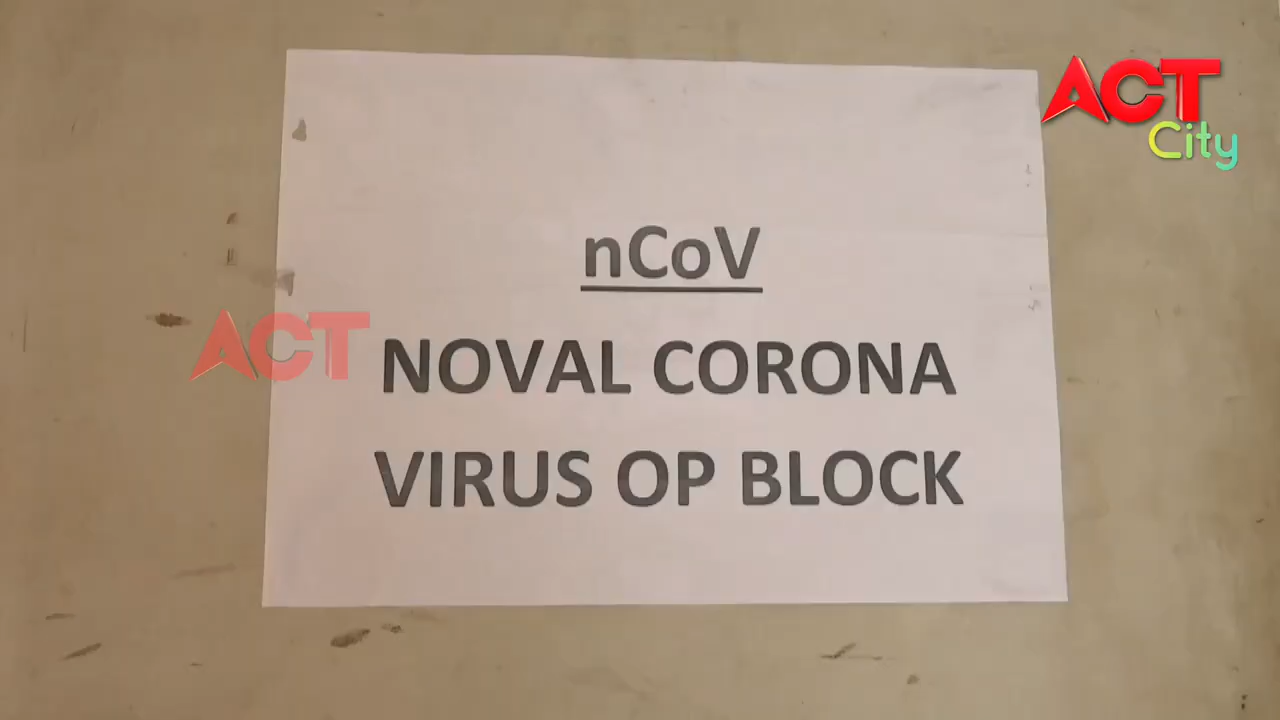 ACT
City
nCoV
ACT
NOVAL CORONA
VIRUS OP BLOCK